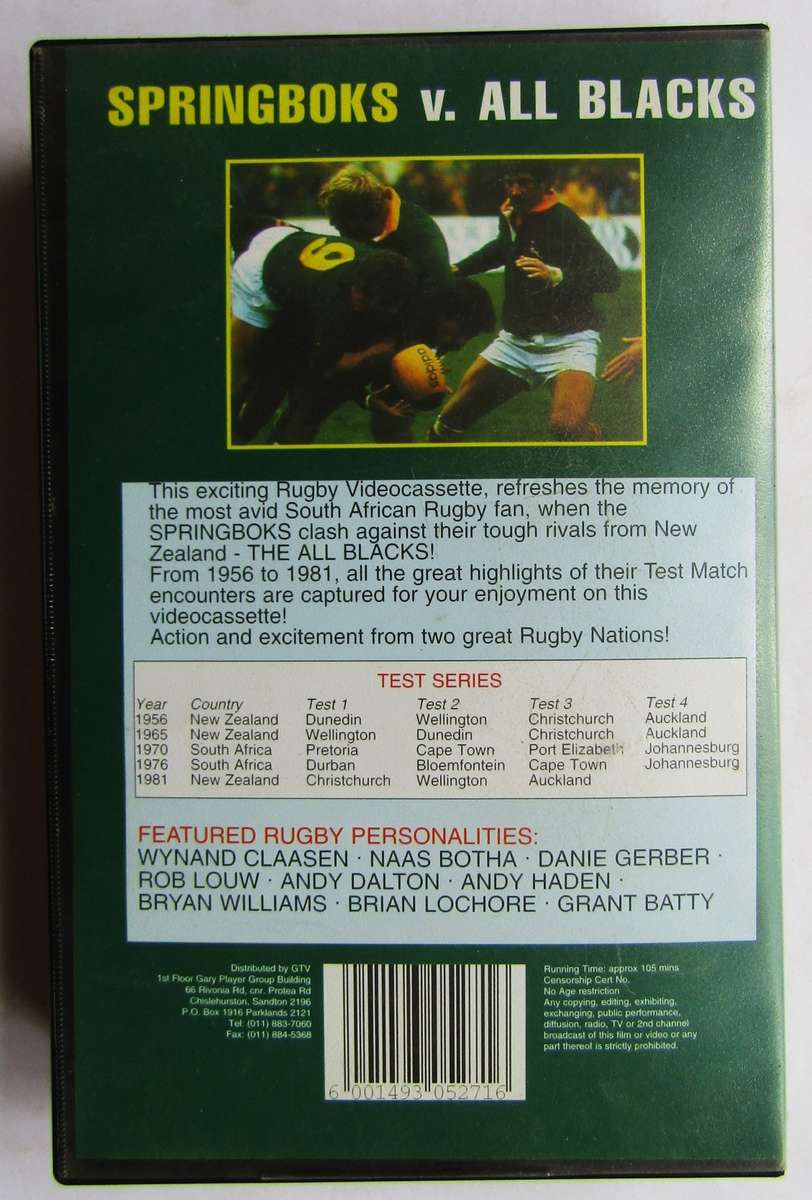 SPRINGBOKS v. ALL BLACKS
6
adidas
This exciting Rugby Videocassette, refreshes the memory of
the most avid South African Rugby fan, when the
SPRINGBOKS clash against their tough rivals from New
Zealand - THE ALL BLACKS!
From 1956 to 1981, all the great highlights of their Test Match
encounters are captured for your enjoyment on this
videocassette!
Action and excitement from two great Rugby Nations!
TEST SERIES
Year Country Test 1 Test 2 Test 3 Test 4
1956 New Zealand Dunedin Wellington Christchurch Auckland
1965 New Zealand Wellington Dunedin Christchurch Auckland
1970 South Africa Pretoria Cape Town Port Elizabeth Johannesburg
1976 South Africa Durban Bloemfontein Cape Town Johannesburg
1981 New Zealand Christchurch Wellington Auckland
FEATURED RUGBY PERSONALITIES:
WYNAND CLAASEN · NAAS BOTHA · DANIE GERBER ·
ROB LOUW · ANDY DALTON · ANDY HADEN ·
BRYAN WILLIAMS · BRIAN LOCHORE · GRANT BATTY
Distributed by GTV
1st Floor Gary Player Group Building
66 Rivonia Rd, cnr. Protea Rd
Chislehurston, Sandton 2196
P.O. Box 1916 Parklands 2121
Tel: (011) 883-7060
Fax: (011) 884-5368
6 001493 052716
Running Time: approx 105 mins
Censorship Cert No.
No Age restriction
Any copying, editing, exhibiting,
exchanging, public performance,
diffusion, radio, TV or 2nd channel
broadcast of this film or video or any
part thereof is strictly prohibited.